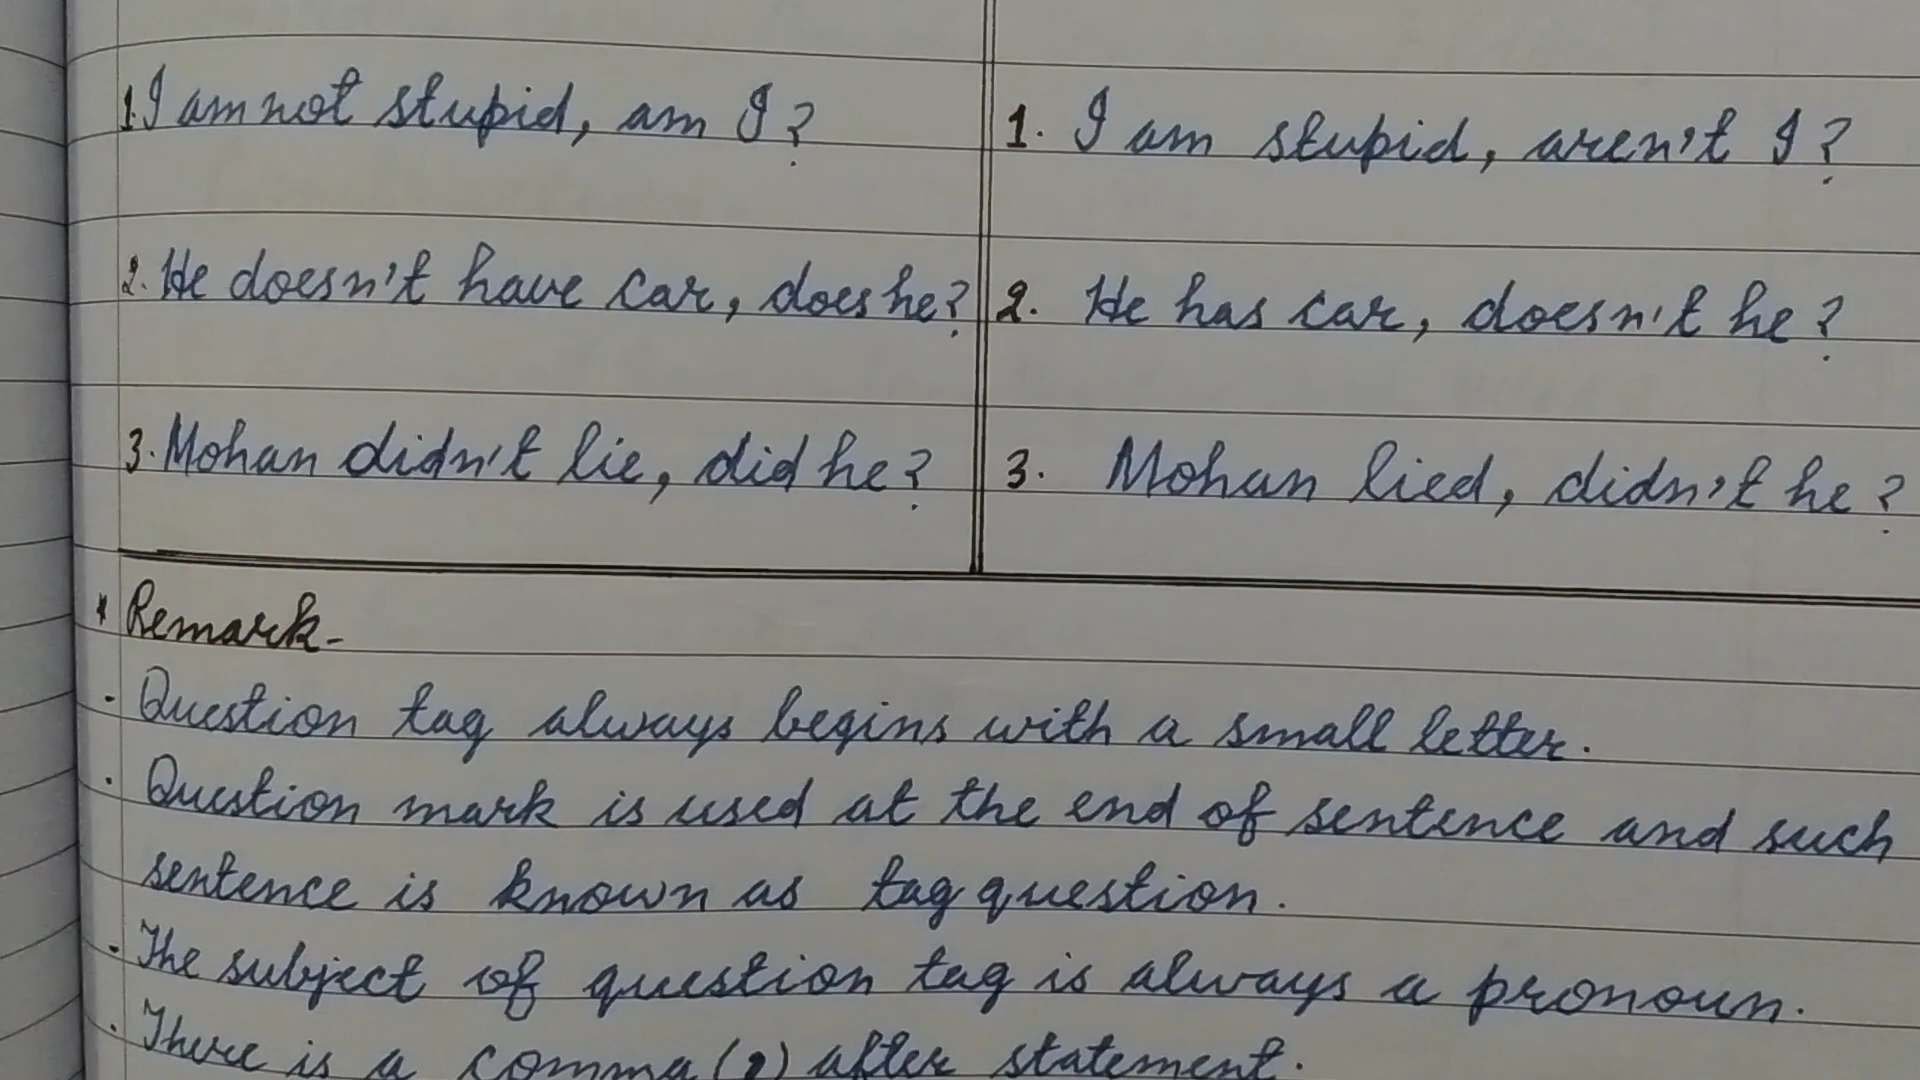 1. I am not stupid, am I?
1. I am stupid, aren't I?
2. He doesn't have car, does he?
2. He has car, doesn't he?
3. Mohan didn't lie, did he?
3. Mohan lied, didn't he?
* Remark-
- Question tag always begins with a small letter.
· Question mark is used at the end of sentence and such
sentence is known as tag question.
- The subject of question tag is always a pronoun.
· There is a comma (,) after statement.